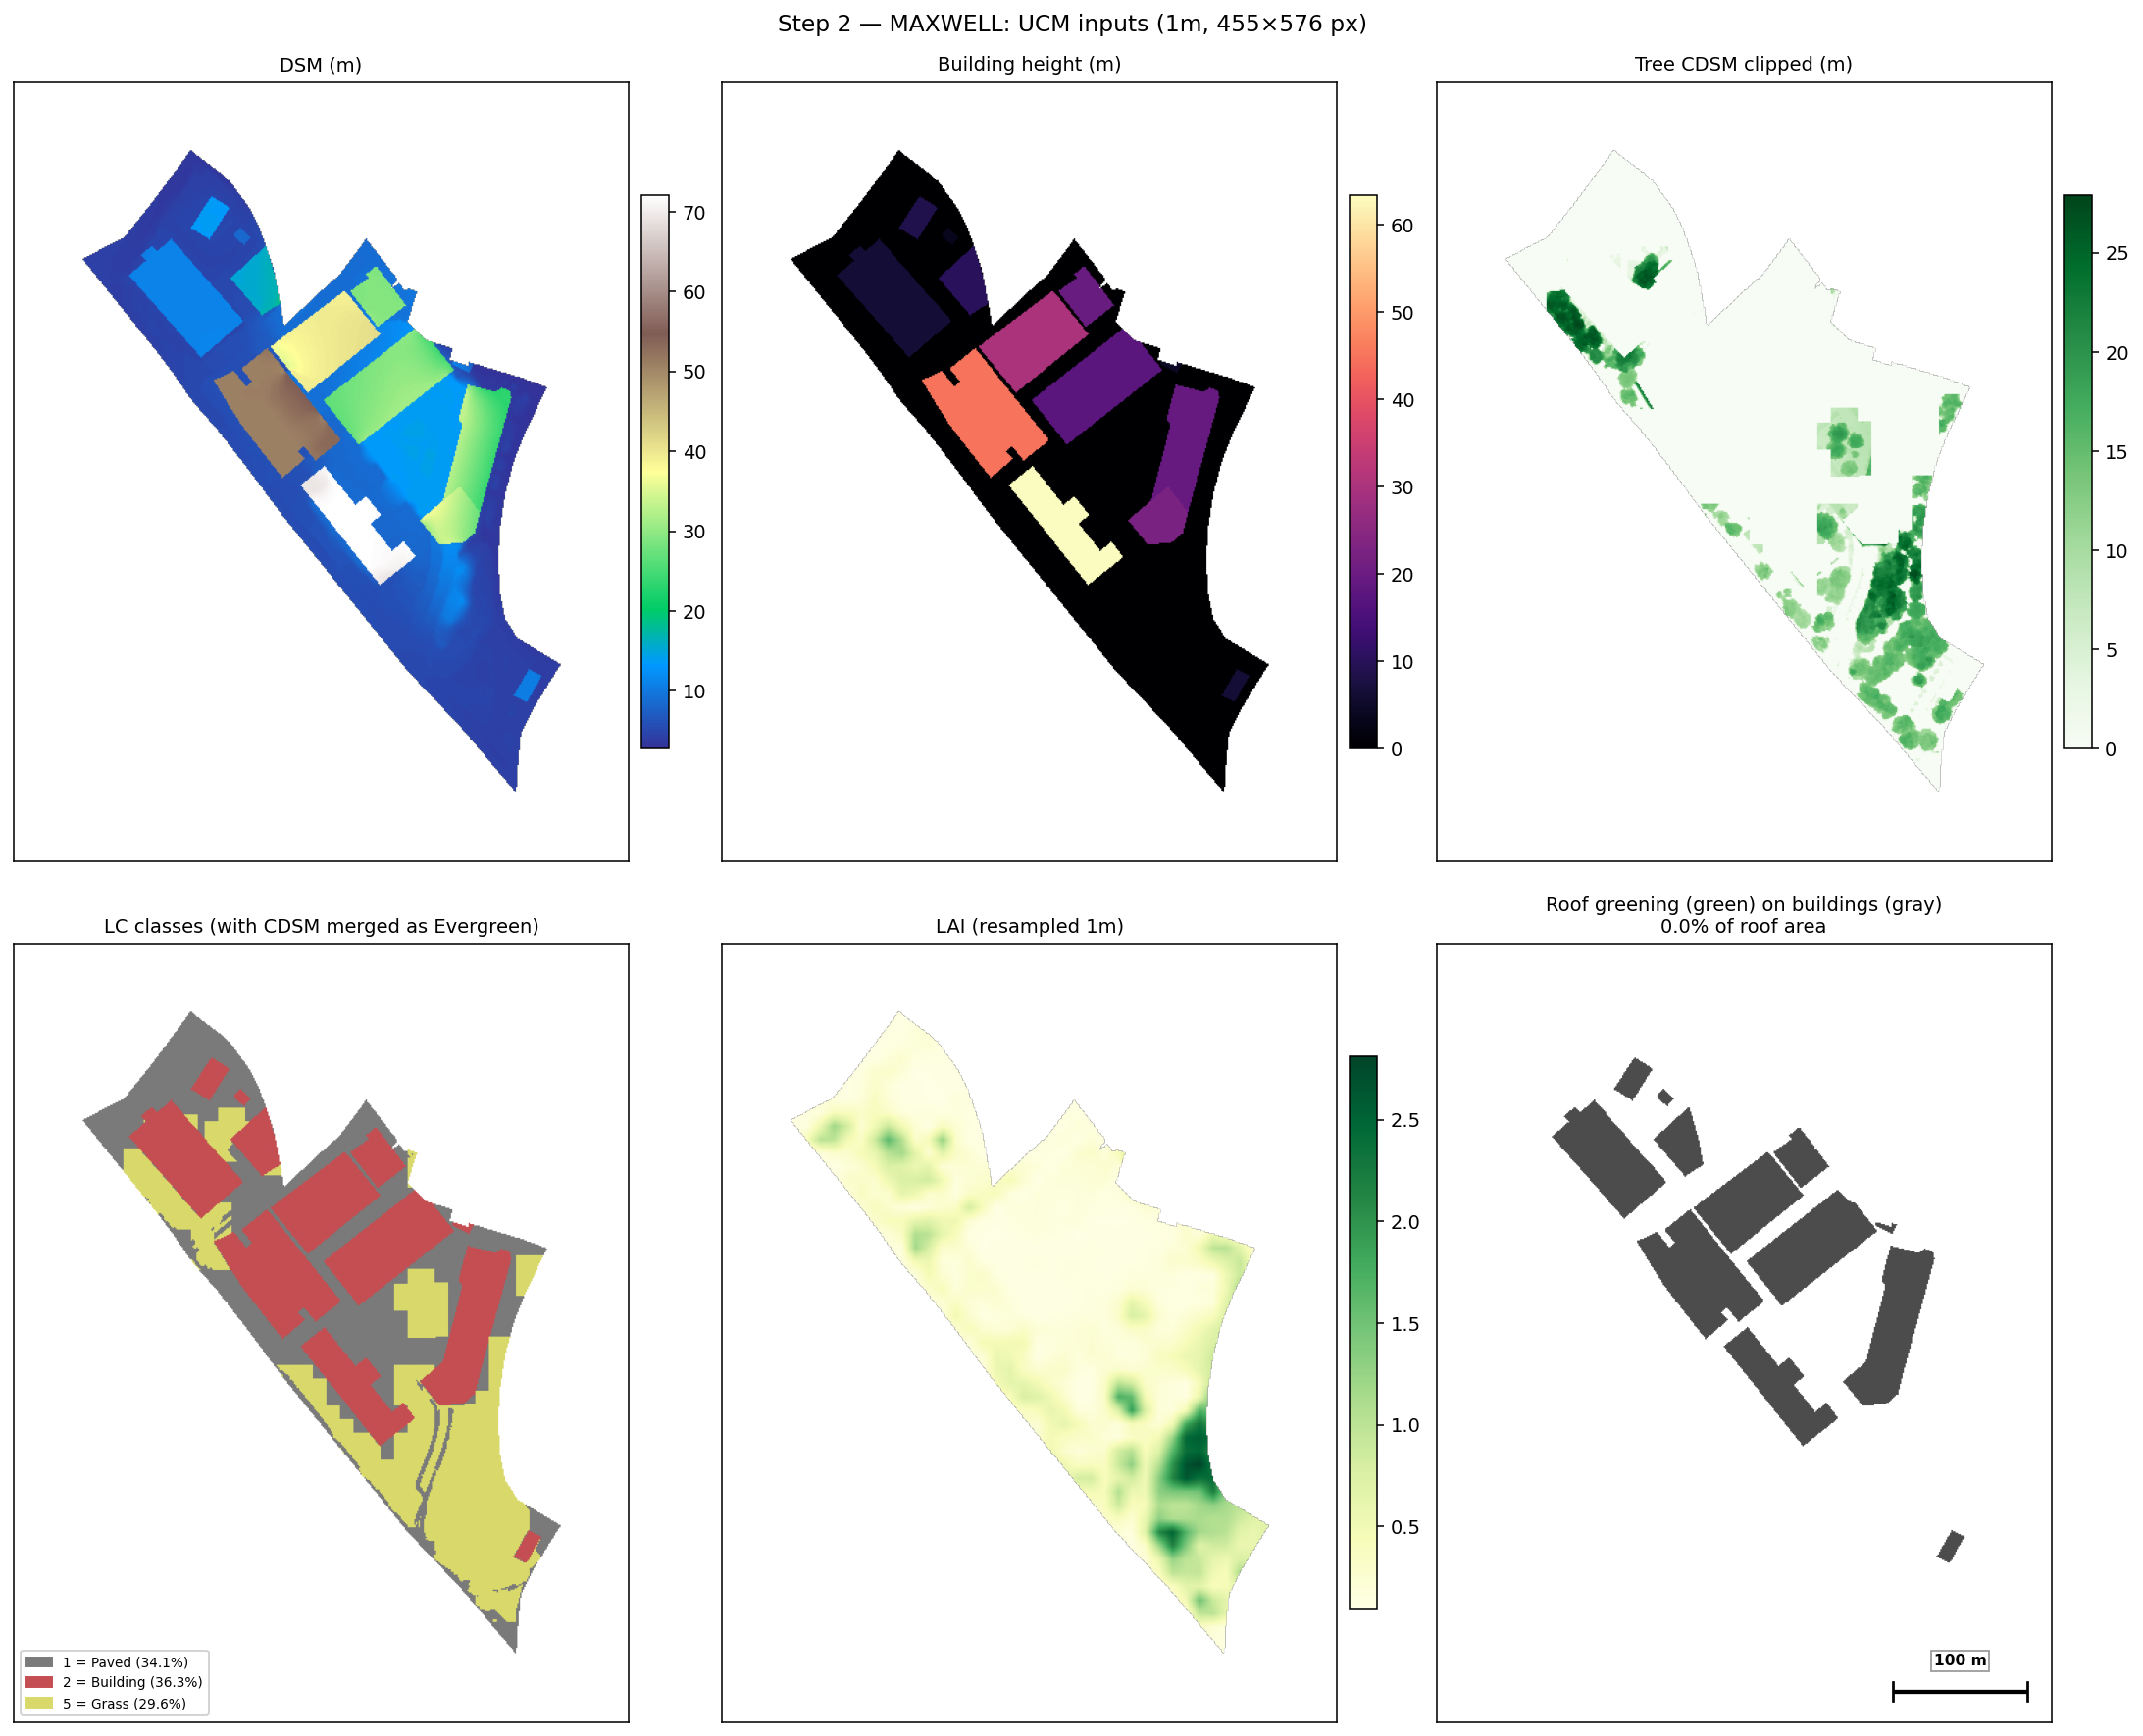 Step 2 — MAXWELL: UCM inputs (1m, 455×576 px)
DSM (m)
70
60
50
40
30
20
10
Building height (m)
60
50
40
30
20
10
0
Tree CDSM clipped (m)
25
20
15
10
5
0
LC classes (with CDSM merged as Evergreen)
1 = Paved (34.1%)
2 = Building (36.3%)
5 = Grass (29.6%)
LAI (resampled 1m)
2.5
2.0
1.5
1.0
0.5
Roof greening (green) on buildings (gray)
0.0% of roof area
100 m